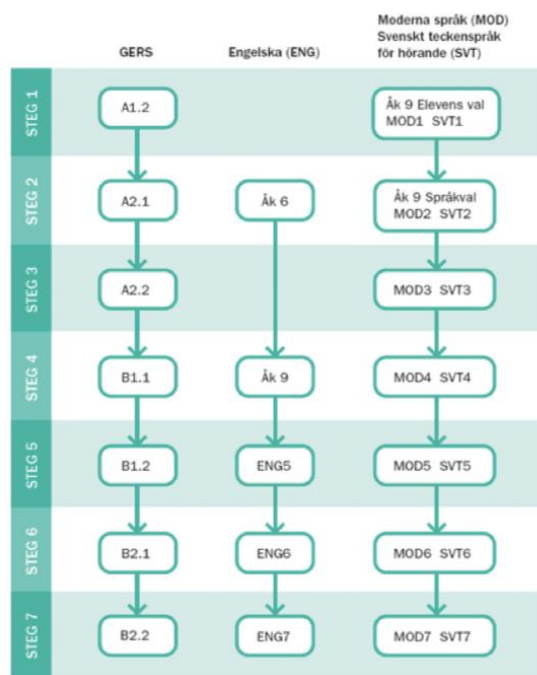 GERS
Engelska (ENG)
Moderna språk (MOD)
Svenskt teckenspråk
för hörande (SVT)
STEG 1
A1.2
Åk 9 Elevens val
MOD1 SVT1
STEG 2
A2.1
Åk 6
Åk 9 Språkval
MOD2 SVT2
STEG 3
A2.2
MOD3 SVT3
STEG 4
B1.1
Åk 9
MOD4 SVT4
STEG 5
B1.2
ENG5
MOD5 SVT5
STEG 6
B2.1
ENG6
MOD6 SVT6
STEG 7
B2.2
ENG7
MOD7 SVT7